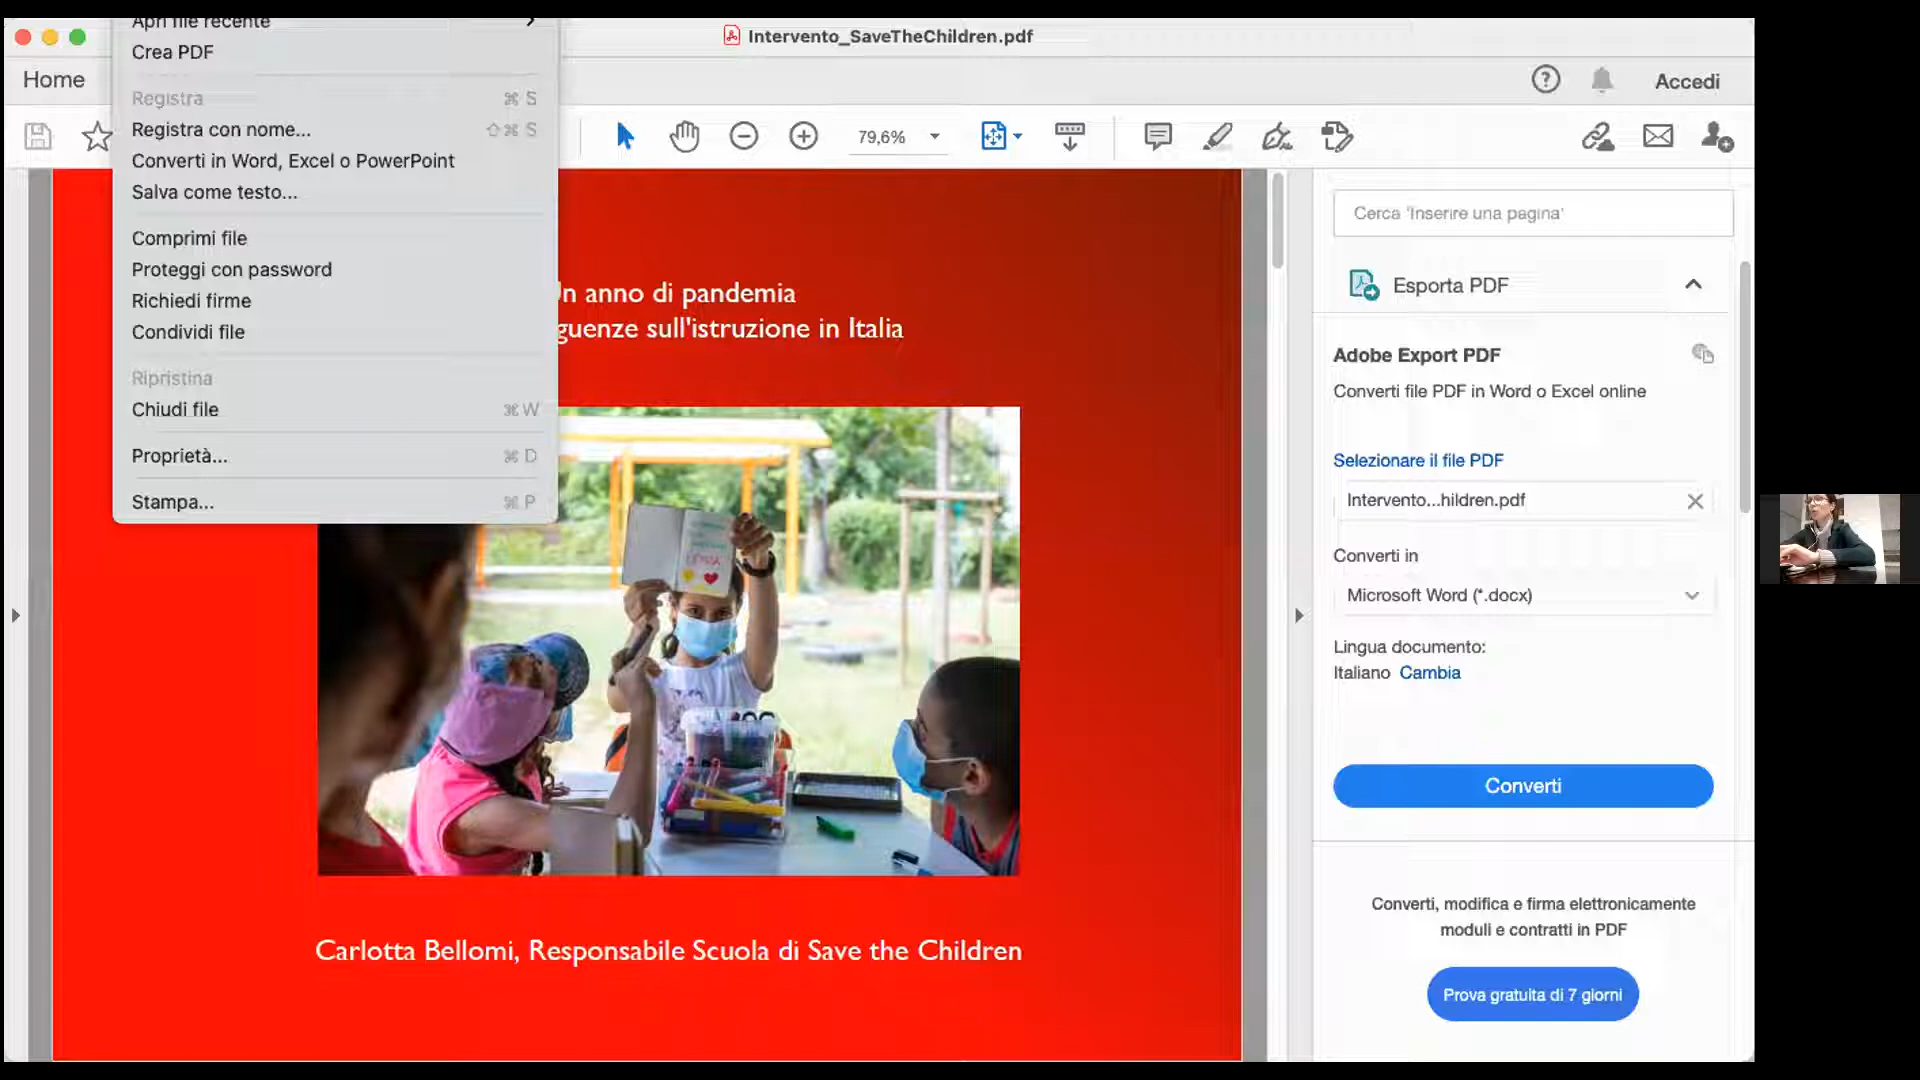 Intervento_SaveTheChildren.pdf
Apri file recente
Crea PDF
Registra ⌘ S
Registra con nome... ⇧⌘ S
Converti in Word, Excel o PowerPoint
Salva come testo...
Comprimi file
Proteggi con password
Richiedi firme
Condividi file
Ripristina
Chiudi file ⌘ W
Proprietà... ⌘ D
Stampa... ⌘ P
Home
Accedi
79,6%
anno di pandemia
sull'istruzione in Italia
Carlotta Bellomi, Responsabile Scuola di Save the Children
Cerca 'Inserire una pagina'
Esporta PDF
Adobe Export PDF
Converti file PDF in Word o Excel online
Selezionare il file PDF
Intervento...hildren.pdf
Converti in
Microsoft Word (*.docx)
Lingua documento:
Italiano Cambia
Converti
Converti, modifica e firma elettronicamente
moduli e contratti in PDF
Prova gratuita di 7 giorni